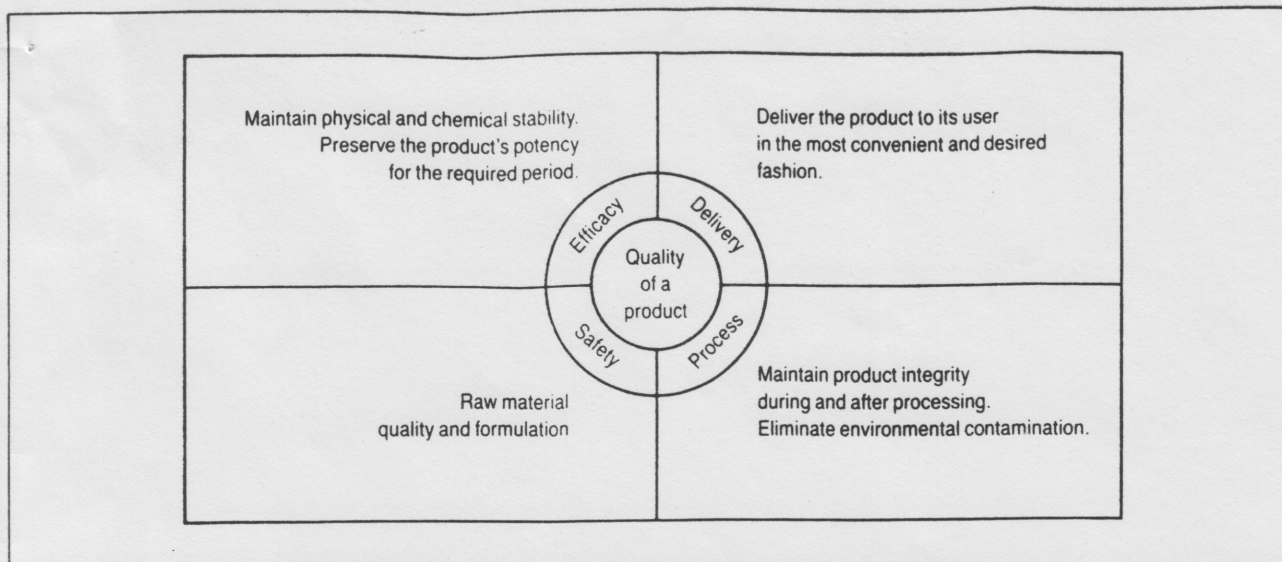 Maintain physical and chemical stability.
Preserve the product's potency
for the required period.
Deliver the product to its user
in the most convenient and desired
fashion.
Efficacy
Delivery
Quality
of a
product
Safety
Process
Raw material
quality and formulation
Maintain product integrity
during and after processing.
Eliminate environmental contamination.